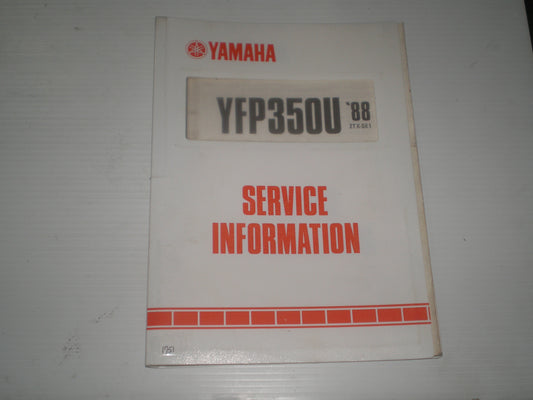 YAMAHA
YFP350U '88
2TX-SE1
SERVICE
INFORMATION